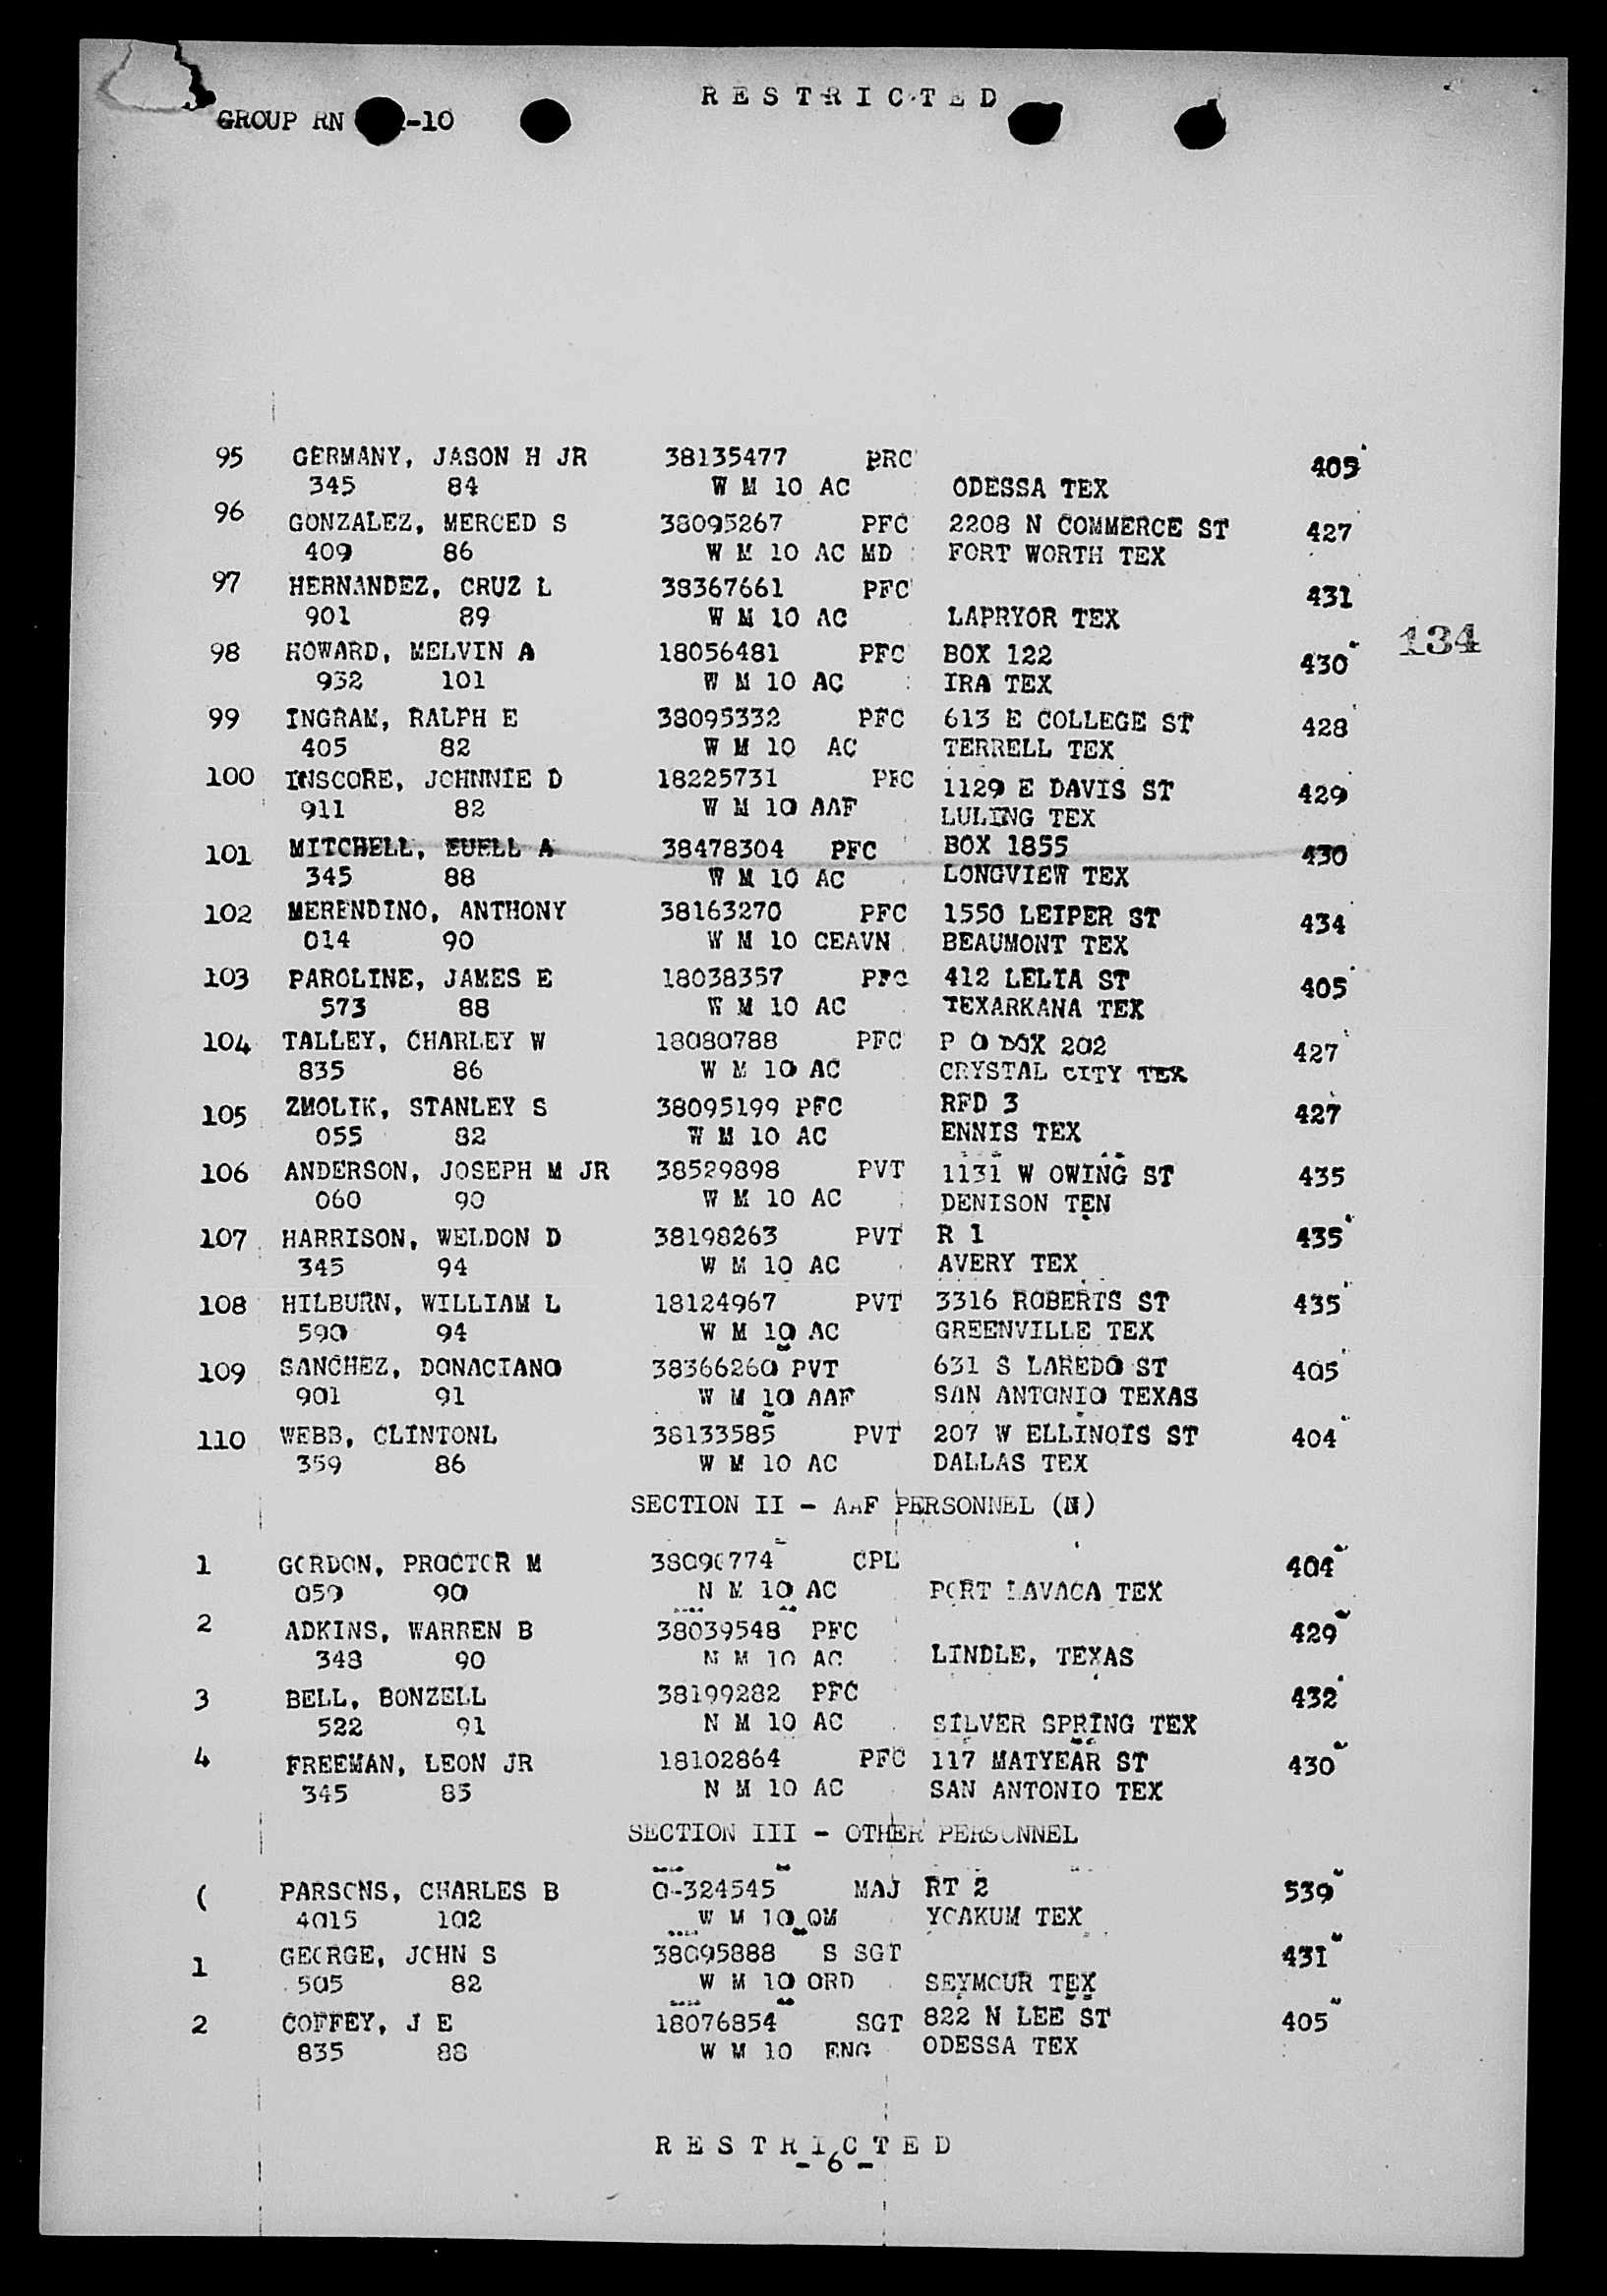 R E S T R I C T E D
GROUP RN -10
95 GERMANY, JASON H JR 38135477 PRC 405
345 84 W M 10 AC ODESSA TEX
96 GONZALEZ, MERCED S 38095267 PFC 2208 N COMMERCE ST 427
409 86 W M 10 AC MD FORT WORTH TEX
97 HERNANDEZ, CRUZ L 38367661 PFC 431
901 89 W M 10 AC LAPRYOR TEX
134
98 HOWARD, MELVIN A 18056481 PFC BOX 122 430
932 101 W M 10 AC IRA TEX
99 INGRAM, RALPH E 38095332 PFC 613 E COLLEGE ST 428
405 82 W M 10 AC TERRELL TEX
100 INSCORE, JOHNNIE D 18225731 PFC 1129 E DAVIS ST 429
911 82 W M 10 AAF LULING TEX
101 MITCHELL, EUELL A 38478304 PFC BOX 1855 430
345 88 W M 10 AC LONGVIEW TEX
102 MERENDINO, ANTHONY 38163270 PFC 1550 LEIPER ST 434
014 90 W M 10 CEAVN BEAUMONT TEX
103 PAROLINE, JAMES E 18038357 PFC 412 LELIA ST 405
573 88 W M 10 AC TEXARKANA TEX
104 TALLEY, CHARLEY W 18080788 PFC P O BOX 202 427
835 86 W M 10 AC CRYSTAL CITY TEX
105 ZMOLIK, STANLEY S 38095199 PFC RFD 3 427
055 82 W M 10 AC ENNIS TEX
106 ANDERSON, JOSEPH M JR 38529898 PVT 1131 W OWING ST 435
060 90 W M 10 AC DENISON TEN
107 HARRISON, WELDON D 38198263 PVT R 1 435
345 94 W M 10 AC AVERY TEX
108 HILBURN, WILLIAM L 18124967 PVT 3316 ROBERTS ST 435
590 94 W M 10 AC GREENVILLE TEX
109 SANCHEZ, DONACIANO 38366260 PVT 631 S LAREDO ST 405
901 91 W M 10 AAF SAN ANTONIO TEXAS
110 WEBB, CLINTONL 38133585 PVT 207 W ELLINOIS ST 404
359 86 W M 10 AC DALLAS TEX
SECTION II - AAF PERSONNEL (N)
1 GORDON, PROCTOR M CPL 404
059 90 N M 10 AC PORT LAVACA TEX
2 ADKINS, WARREN B 38039548 PFC 429
348 90 N M 10 AC LINDLE, TEXAS
3 BELL, BONZELL 38199282 PFC 432
522 91 N M 10 AC SILVER SPRING TEX
4 FREEMAN, LEON JR 18102864 PFC 117 MATYEAR ST 430
345 85 N M 10 AC SAN ANTONIO TEX
SECTION III - OTHER PERSONNEL
( PARSONS, CHARLES B O-324545 MAJ RT 2 539
4015 102 W M 10 QM YOAKUM TEX
1 GEORGE, JOHN S 38095888 S SGT 431
505 82 W M 10 ORD SEYMOUR TEX
2 COFFEY, J E 18076854 SGT 822 N LEE ST 405
835 88 W M 10 ENG ODESSA TEX
R E S T R I C T E D
- 6 -